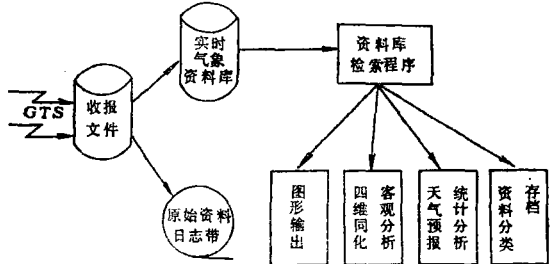 GTS
收报
文件
实时
气象
资料库
资料库
检索程序
原始资料
日志带
图形输出
四维同化
客观分析
天气预报
统计分析
资料分类
存档